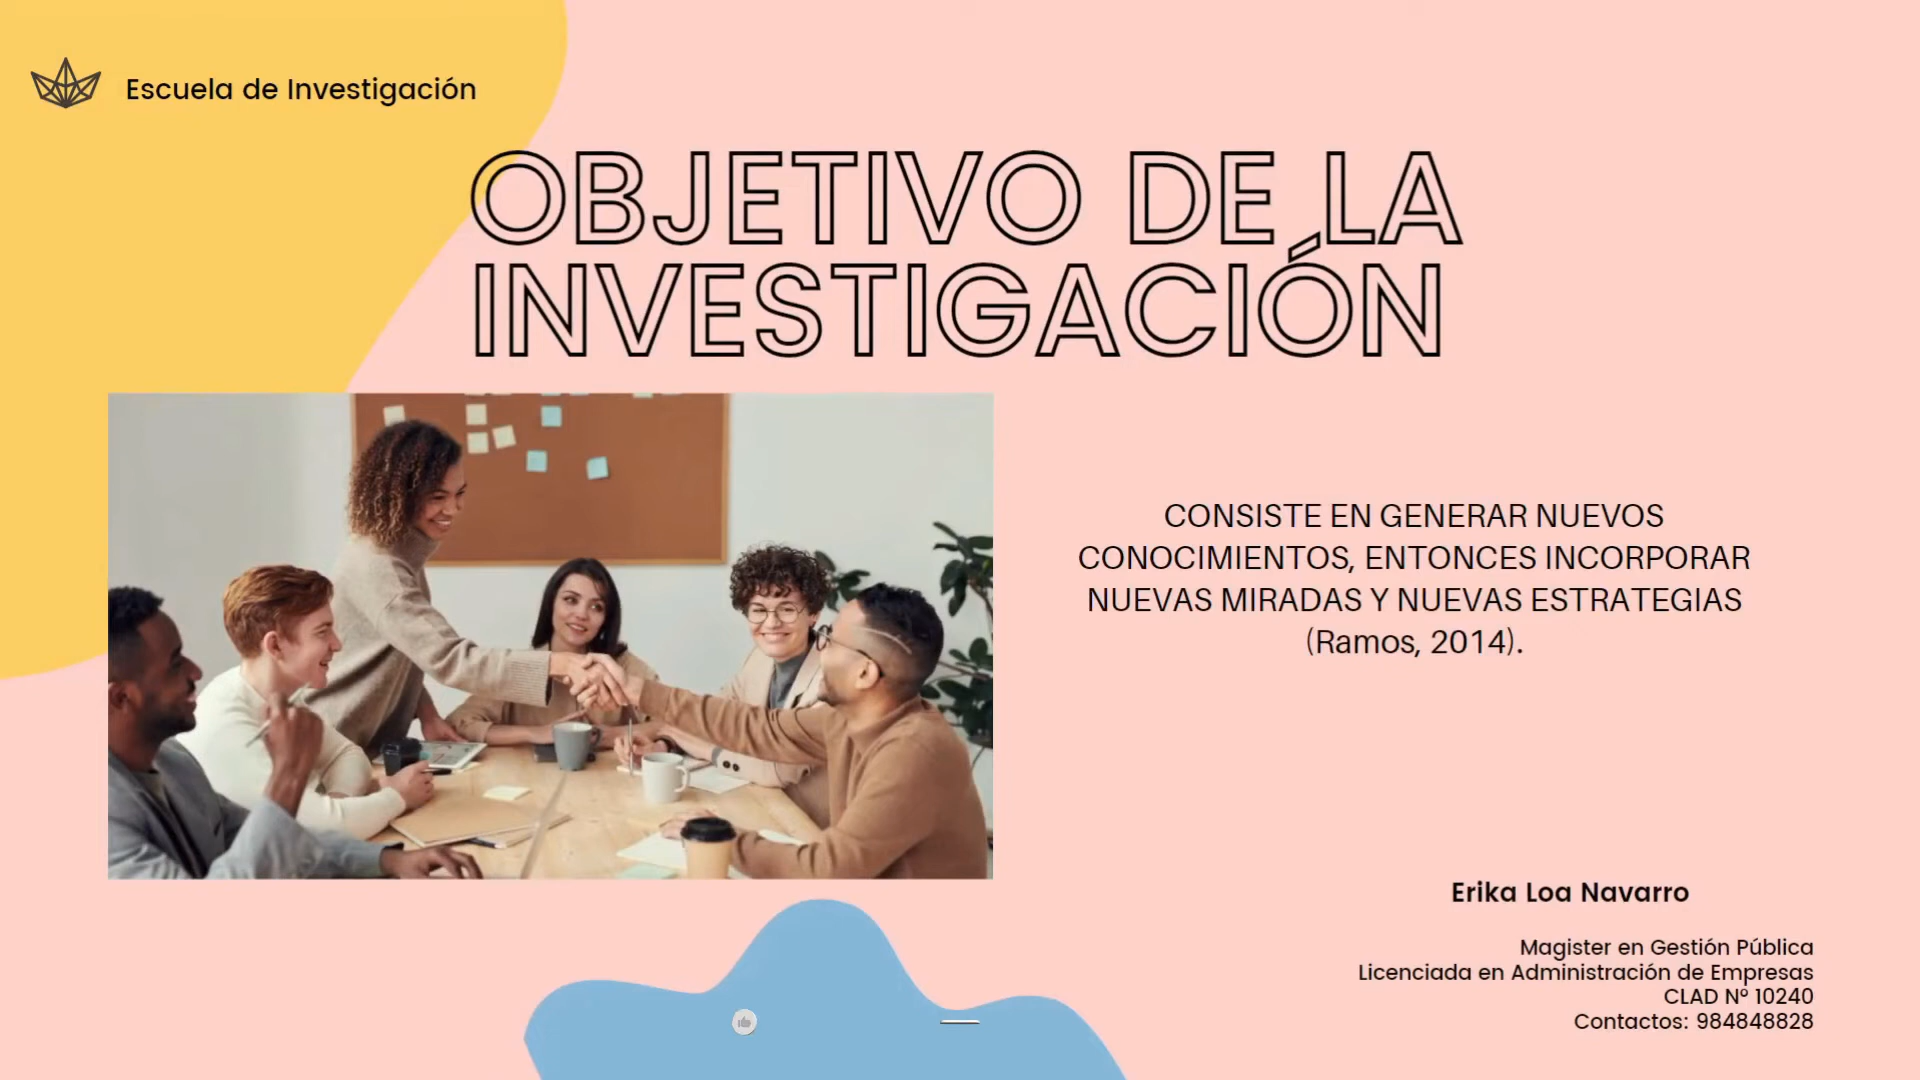 Escuela de Investigación
OBJETIVO DE LA
INVESTIGACIÓN
CONSISTE EN GENERAR NUEVOS
CONOCIMIENTOS, ENTONCES INCORPORAR
NUEVAS MIRADAS Y NUEVAS ESTRATEGIAS
(Ramos, 2014).
Erika Loa Navarro
Magister en Gestión Pública
Licenciada en Administración de Empresas
CLAD Nº 10240
Contactos: 984848828